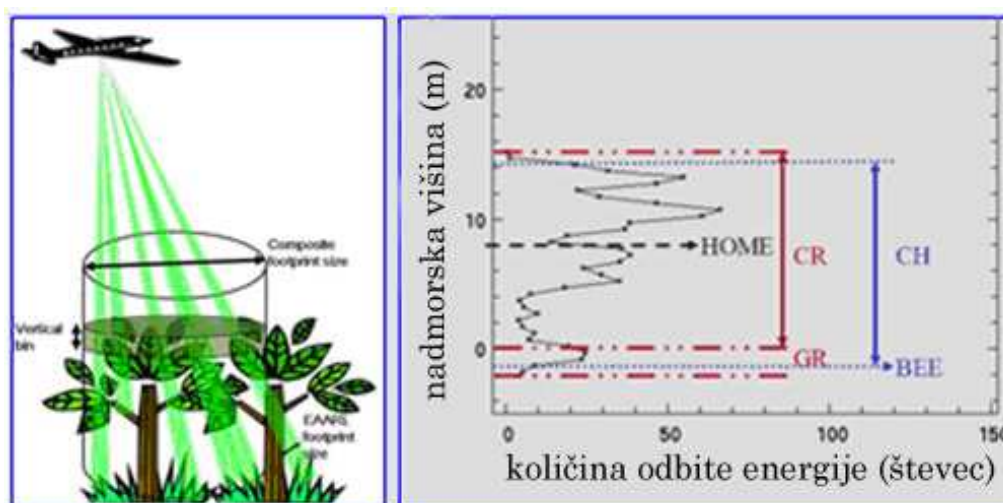 Composite
footprint size
Vertical
bin
EAARL
footprint
size
nadmorska višina (m)
20
10
0
HOME
CR
CH
GR
BEE
0
50
100
150
količina odbite energije (števec)